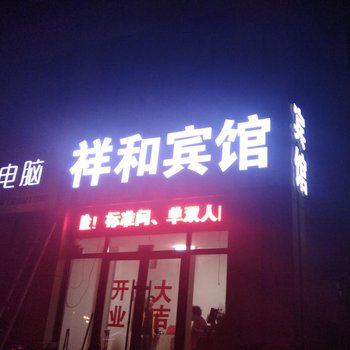 电脑
祥和宾馆
宾馆
标准间、单双人
开业大吉